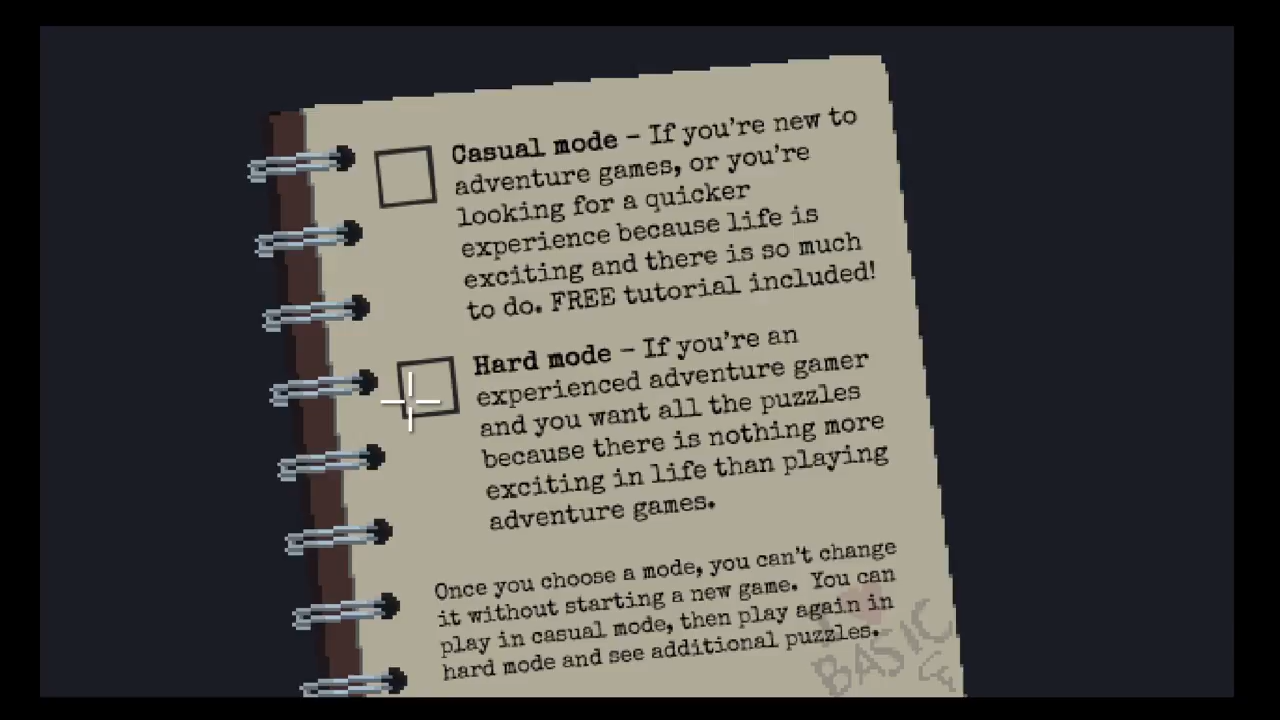 Casual mode – If you're new to
adventure games, or you're
looking for a quicker
experience because life is
exciting and there is so much
to do. FREE tutorial included!
Hard mode – If you're an
experienced adventure gamer
and you want all the puzzles
because there is nothing more
exciting in life than playing
adventure games.
Once you choose a mode, you can't change
it without starting a new game. You can
play in casual mode, then play again in
hard mode and see additional puzzles.
I
BASIC